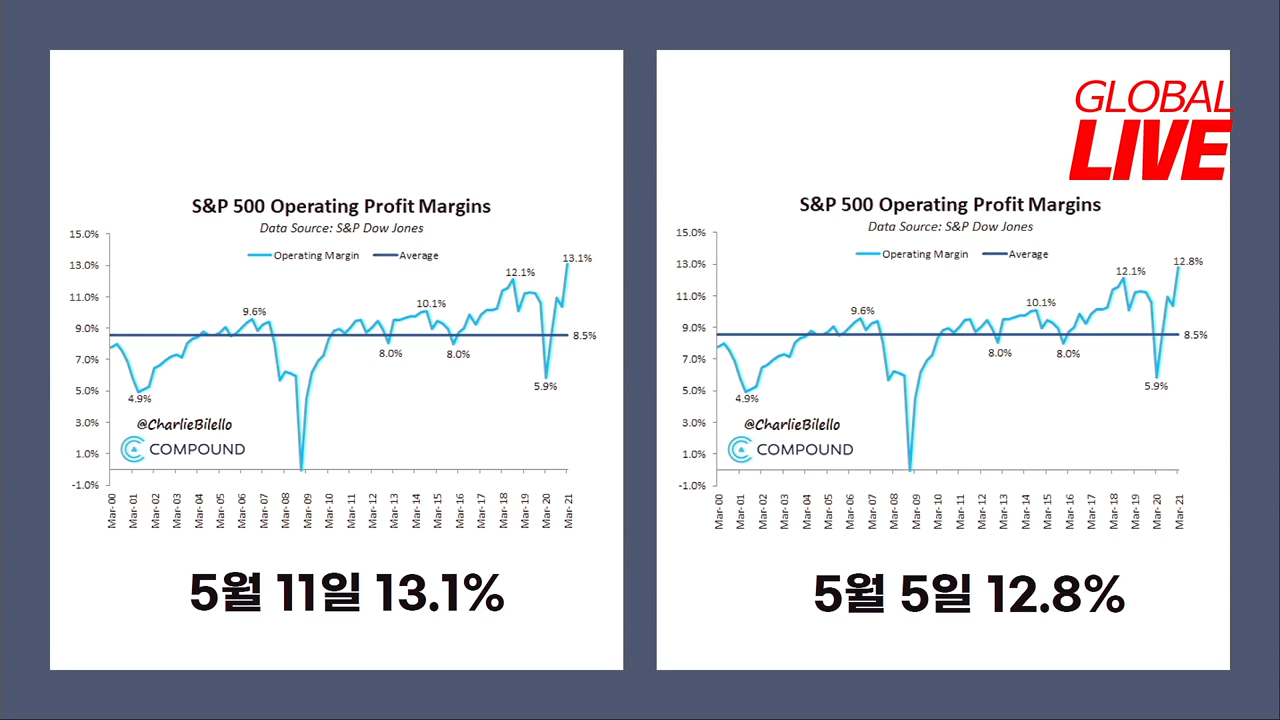 S&P 500 Operating Profit Margins
Data Source: S&P Dow Jones
Operating Margin
Average
15.0%
13.0%
11.0%
9.0%
7.0%
5.0%
3.0%
1.0%
-1.0%
4.9%
9.6%
8.0%
10.1%
8.0%
12.1%
5.9%
13.1%
8.5%
@CharlieBilello
COMPOUND
Mar-00
Mar-01
Mar-02
Mar-03
Mar-04
Mar-05
Mar-06
Mar-07
Mar-08
Mar-09
Mar-10
Mar-11
Mar-12
Mar-13
Mar-14
Mar-15
Mar-16
Mar-17
Mar-18
Mar-19
Mar-20
Mar-21
5월 11일 13.1%
GLOBAL
LIVE
S&P 500 Operating Profit Margins
Data Source: S&P Dow Jones
Operating Margin
Average
15.0%
13.0%
11.0%
9.0%
7.0%
5.0%
3.0%
1.0%
-1.0%
4.9%
9.6%
8.0%
10.1%
8.0%
12.1%
5.9%
12.8%
8.5%
@CharlieBilello
COMPOUND
Mar-00
Mar-01
Mar-02
Mar-03
Mar-04
Mar-05
Mar-06
Mar-07
Mar-08
Mar-09
Mar-10
Mar-11
Mar-12
Mar-13
Mar-14
Mar-15
Mar-16
Mar-17
Mar-18
Mar-19
Mar-20
Mar-21
5월 5일 12.8%